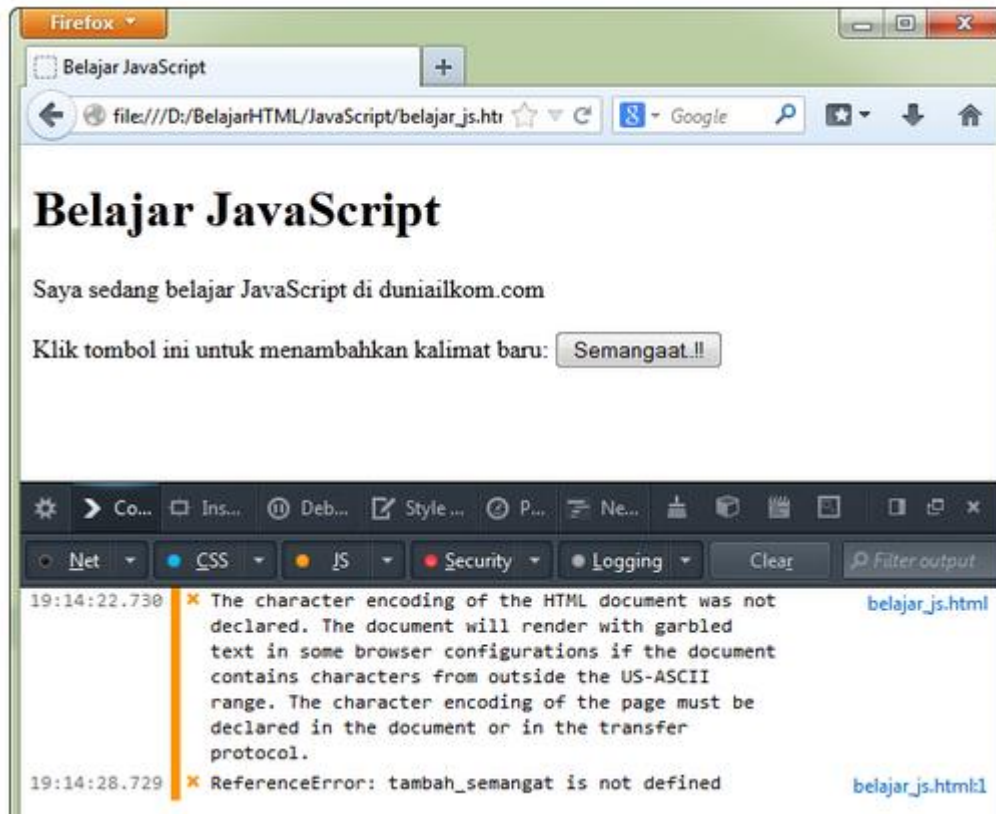 Firefox
Belajar JavaScript
file:///D:/BelajarHTML/JavaScript/belajar_js.htı
Google
Belajar JavaScript
Saya sedang belajar JavaScript di duniailkom.com
Klik tombol ini untuk menambahkan kalimat baru: Semangaat..!!
Co... Ins... Deb... Style ... P... Ne...
Net CSS JS Security Logging Clear Filter output
19:14:22.730 The character encoding of the HTML document was not belajar_js.html
declared. The document will render with garbled
text in some browser configurations if the document
contains characters from outside the US-ASCII
range. The character encoding of the page must be
declared in the document or in the transfer
protocol.
19:14:28.729 ReferenceError: tambah_semangat is not defined belajar_js.html:1